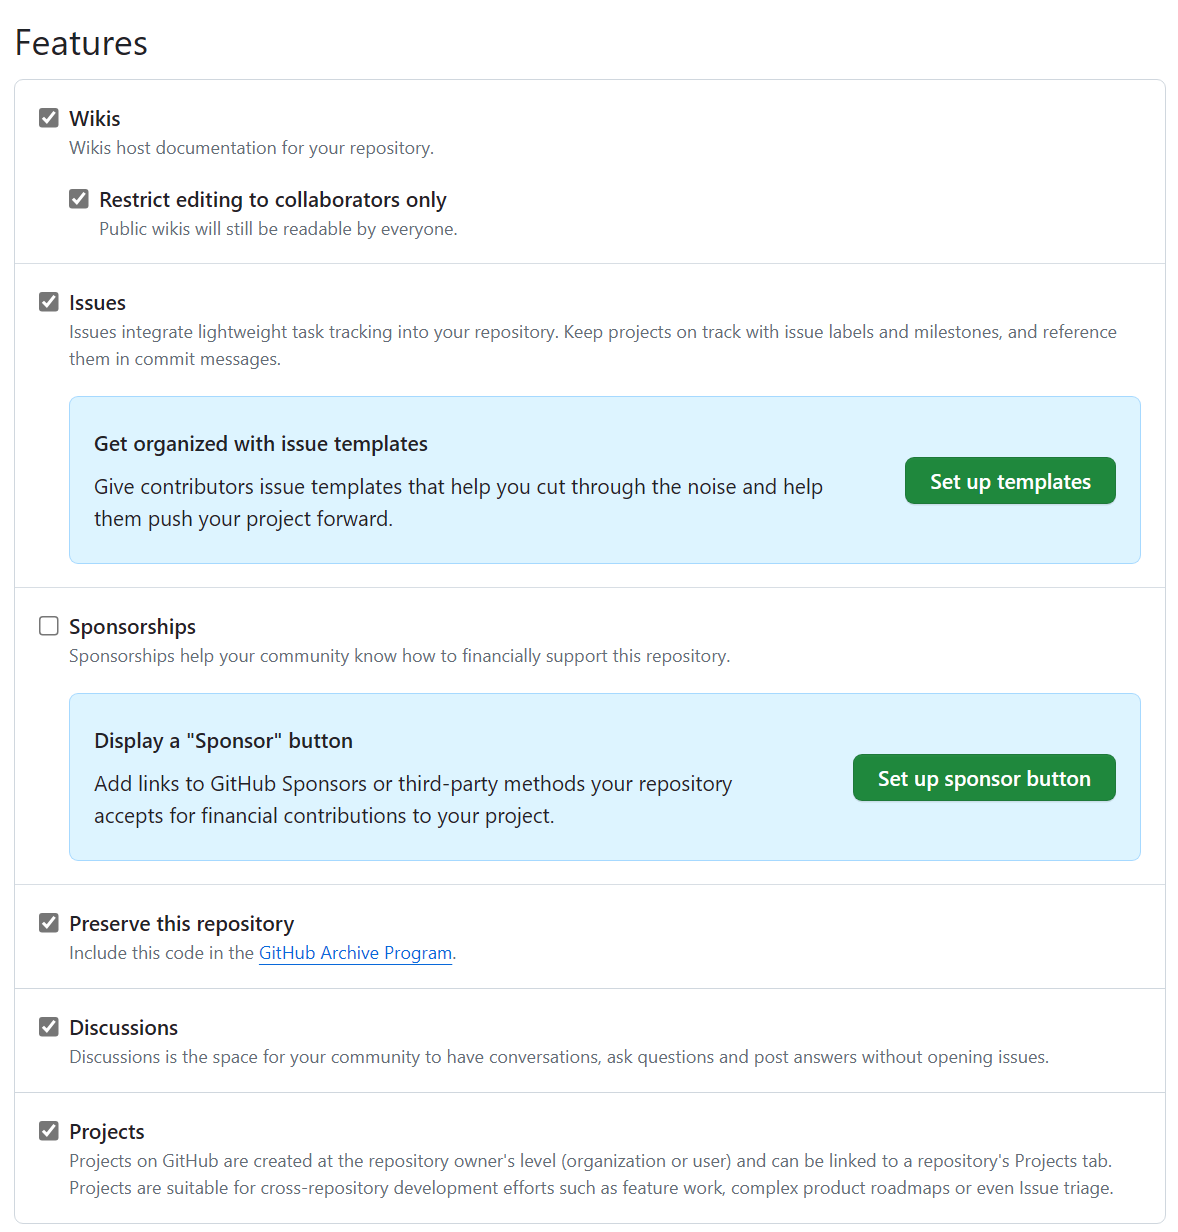 Features
Wikis
Wikis host documentation for your repository.
Restrict editing to collaborators only
Public wikis will still be readable by everyone.
Issues
Issues integrate lightweight task tracking into your repository. Keep projects on track with issue labels and milestones, and reference
them in commit messages.
Get organized with issue templates
Give contributors issue templates that help you cut through the noise and help
them push your project forward.
Set up templates
Sponsorships
Sponsorships help your community know how to financially support this repository.
Display a "Sponsor" button
Add links to GitHub Sponsors or third-party methods your repository
accepts for financial contributions to your project.
Set up sponsor button
Preserve this repository
Include this code in the GitHub Archive Program.
Discussions
Discussions is the space for your community to have conversations, ask questions and post answers without opening issues.
Projects
Projects on GitHub are created at the repository owner's level (organization or user) and can be linked to a repository's Projects tab.
Projects are suitable for cross-repository development efforts such as feature work, complex product roadmaps or even Issue triage.